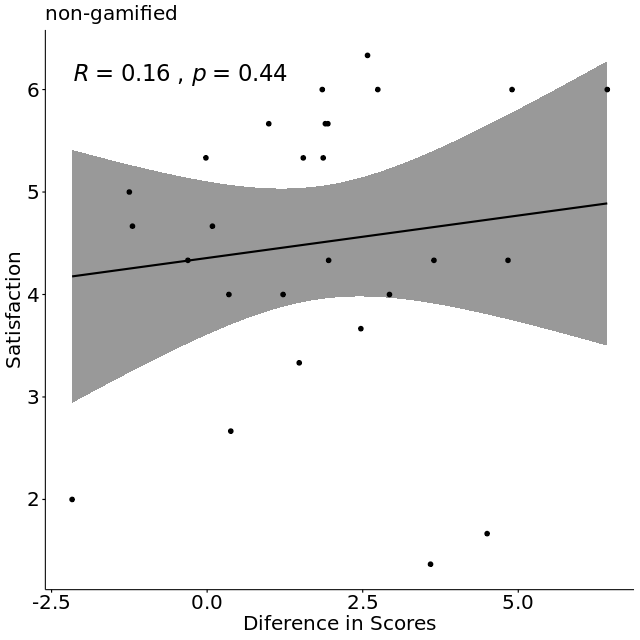 non-gamified
R = 0.16 , p = 0.44
6
5
4
3
2
Satisfaction
-2.5 0.0 2.5 5.0
Diference in Scores